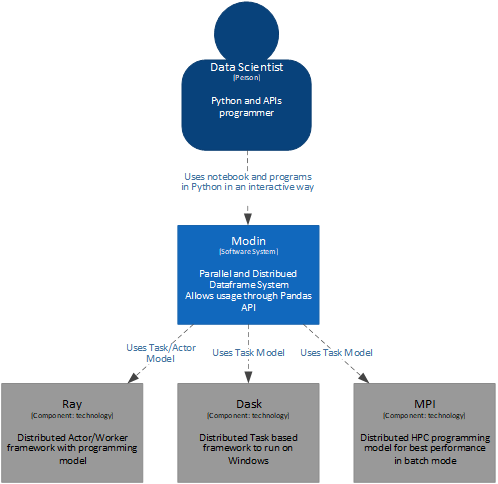 Data Scientist
[Person]
Python and APIs
programmer
Uses notebook and programs
in Python in an interactive way
Modin
[Software System]
Parallel and Distribued
Dataframe System
Allows usage through Pandas
API
Uses Task/Actor
Model
Uses Task Model
Uses Task Model
Ray
[Component: technology]
Distributed Actor/Worker
framework with programming
model
Dask
[Component: technology]
Distributed Task based
framework to run on
Windows
MPI
[Component: technology]
Distributed HPC programming
model for best performance
in batch mode